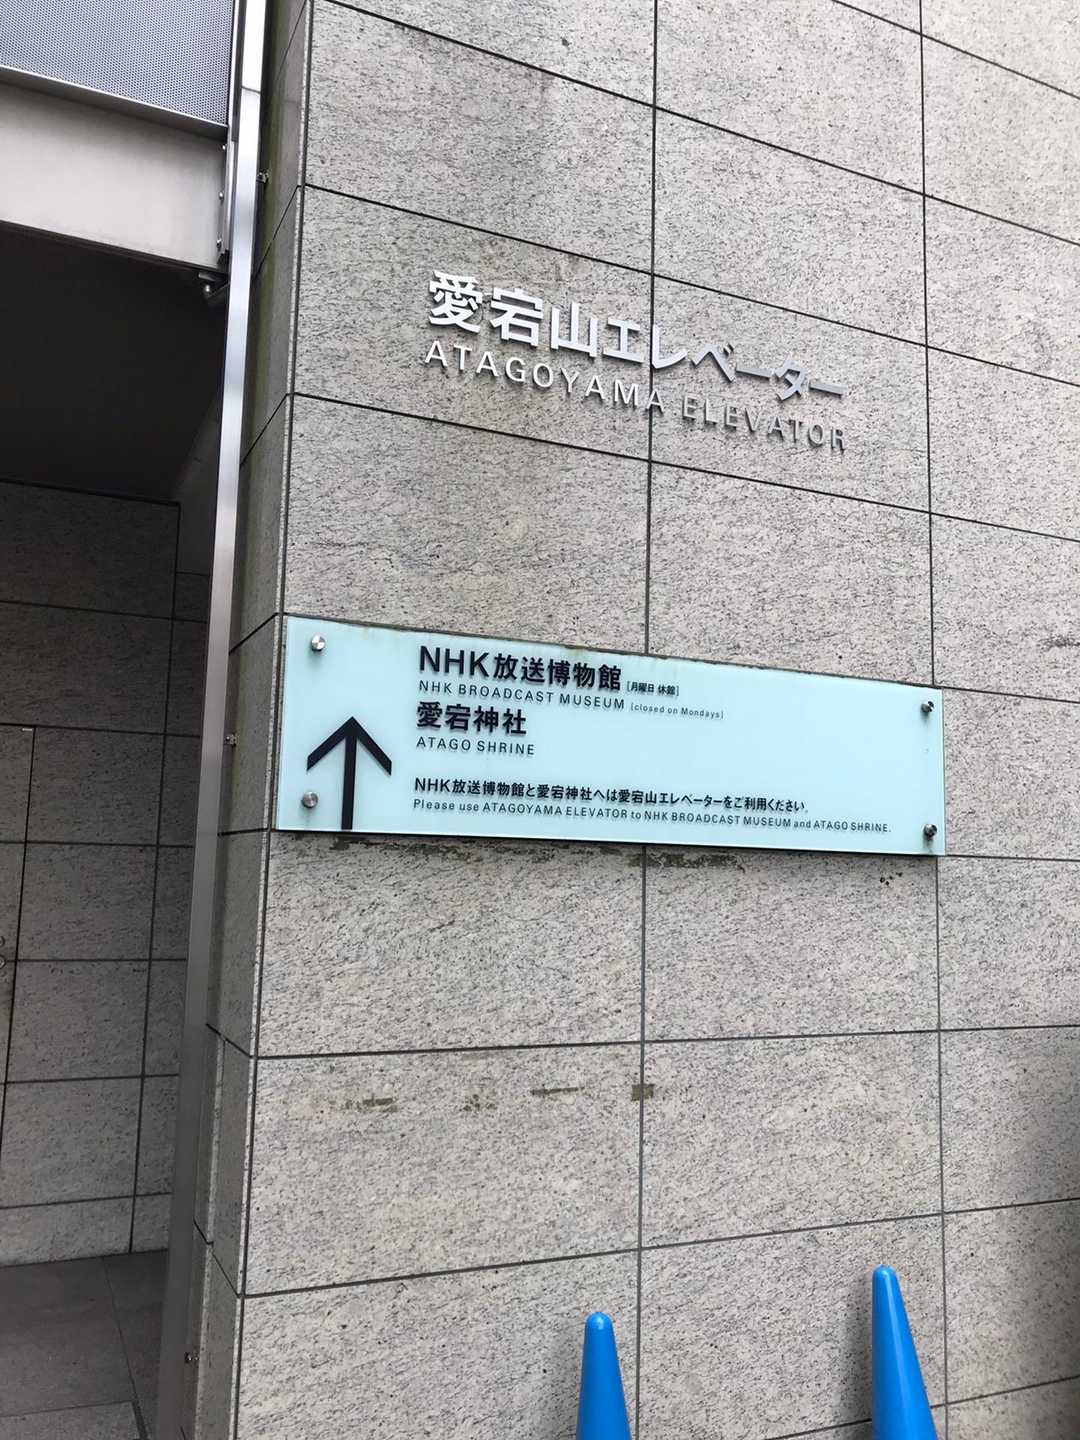 愛宕山エレベーター
ATAGOYAMA ELEVATOR
NHK放送博物館 [月曜日 休館]
NHK BROADCAST MUSEUM [closed on Mondays]
愛宕神社
ATAGO SHRINE
NHK放送博物館と愛宕神社へは愛宕山エレベーターをご利用ください。
Please use ATAGOYAMA ELEVATOR to NHK BROADCAST MUSEUM and ATAGO SHRINE.